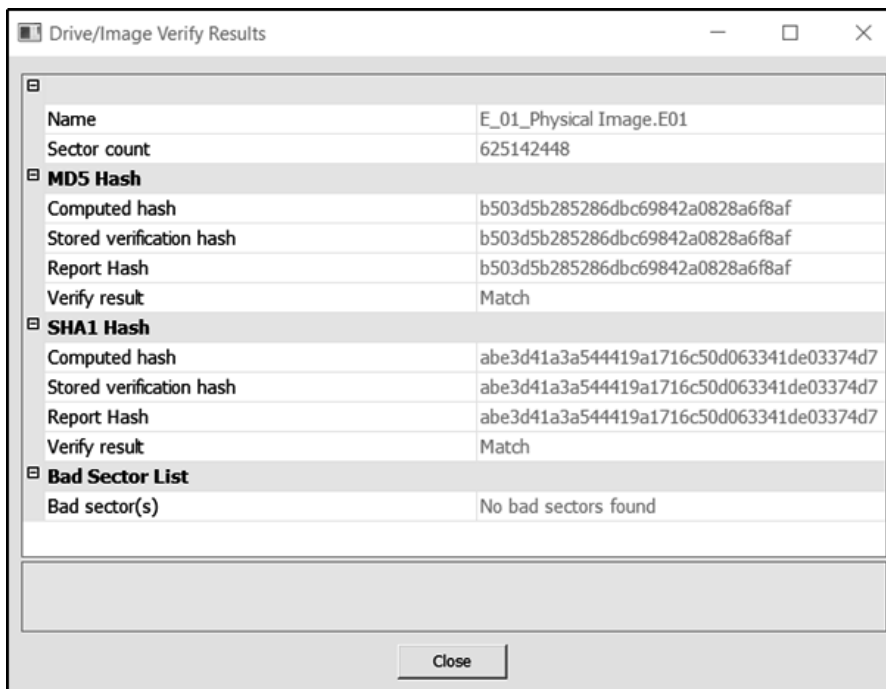 Drive/Image Verify Results
Name E_01_Physical Image.E01
Sector count 625142448
MD5 Hash
Computed hash b503d5b285286dbc69842a0828a6f8af
Stored verification hash b503d5b285286dbc69842a0828a6f8af
Report Hash b503d5b285286dbc69842a0828a6f8af
Verify result Match
SHA1 Hash
Computed hash abe3d41a3a544419a1716c50d063341de03374d7
Stored verification hash abe3d41a3a544419a1716c50d063341de03374d7
Report Hash abe3d41a3a544419a1716c50d063341de03374d7
Verify result Match
Bad Sector List
Bad sector(s) No bad sectors found
Close